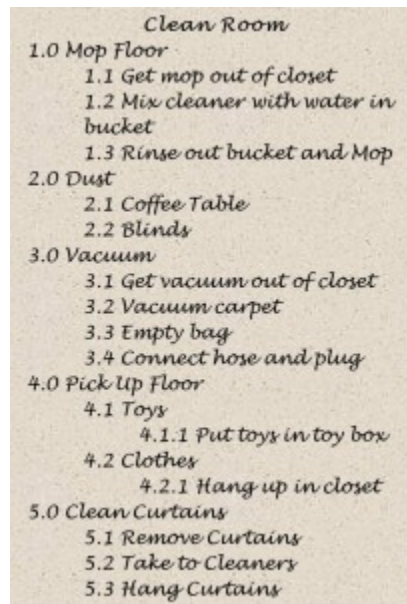 Clean Room
1.0 Mop Floor
1.1 Get mop out of closet
1.2 Mix cleaner with water in
bucket
1.3 Rinse out bucket and Mop
2.0 Dust
2.1 Coffee Table
2.2 Blinds
3.0 Vacuum
3.1 Get vacuum out of closet
3.2 Vacuum carpet
3.3 Empty bag
3.4 Connect hose and plug
4.0 Pick Up Floor
4.1 Toys
4.1.1 Put toys in toy box
4.2 Clothes
4.2.1 Hang up in closet
5.0 Clean Curtains
5.1 Remove Curtains
5.2 Take to Cleaners
5.3 Hang Curtains